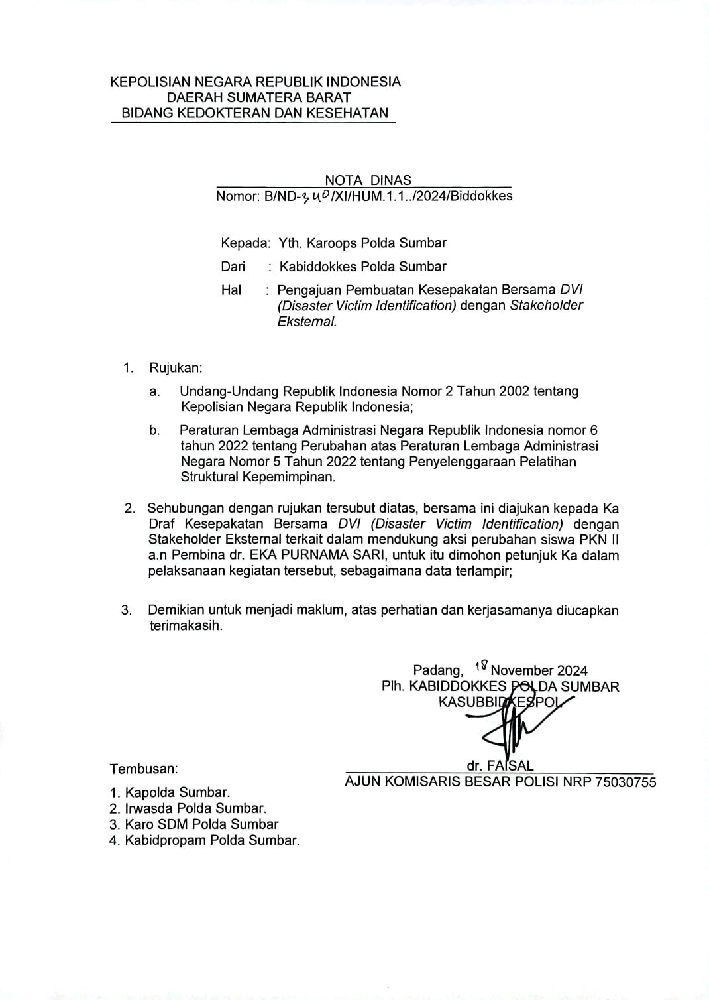 KEPOLISIAN NEGARA REPUBLIK INDONESIA
DAERAH SUMATERA BARAT
BIDANG KEDOKTERAN DAN KESEHATAN
NOTA DINAS
Nomor: B/ND-340/XI/HUM.1.1../2024/Biddokkes
Kepada: Yth. Karoops Polda Sumbar
Dari : Kabiddokkes Polda Sumbar
Hal : Pengajuan Pembuatan Kesepakatan Bersama DVI
(Disaster Victim Identification) dengan Stakeholder
Eksternal.
1. Rujukan:
a. Undang-Undang Republik Indonesia Nomor 2 Tahun 2002 tentang
Kepolisian Negara Republik Indonesia;
b. Peraturan Lembaga Administrasi Negara Republik Indonesia nomor 6
tahun 2022 tentang Perubahan atas Peraturan Lembaga Administrasi
Negara Nomor 5 Tahun 2022 tentang Penyelenggaraan Pelatihan
Struktural Kepemimpinan.
2. Sehubungan dengan rujukan tersubut diatas, bersama ini diajukan kepada Ka
Draf Kesepakatan Bersama DVI (Disaster Victim Identification) dengan
Stakeholder Eksternal terkait dalam mendukung aksi perubahan siswa PKN II
a.n Pembina dr. EKA PURNAMA SARI, untuk itu dimohon petunjuk Ka dalam
pelaksanaan kegiatan tersebut, sebagaimana data terlampir;
3. Demikian untuk menjadi maklum, atas perhatian dan kerjasamanya diucapkan
terimakasih.
Padang, 18 November 2024
Plh. KABIDDOKKES POLDA SUMBAR
KASUBBIDKESPOL
dr. FAISAL
AJUN KOMISARIS BESAR POLISI NRP 75030755
Tembusan:
1. Kapolda Sumbar.
2. Irwasda Polda Sumbar.
3. Karo SDM Polda Sumbar
4. Kabidpropam Polda Sumbar.